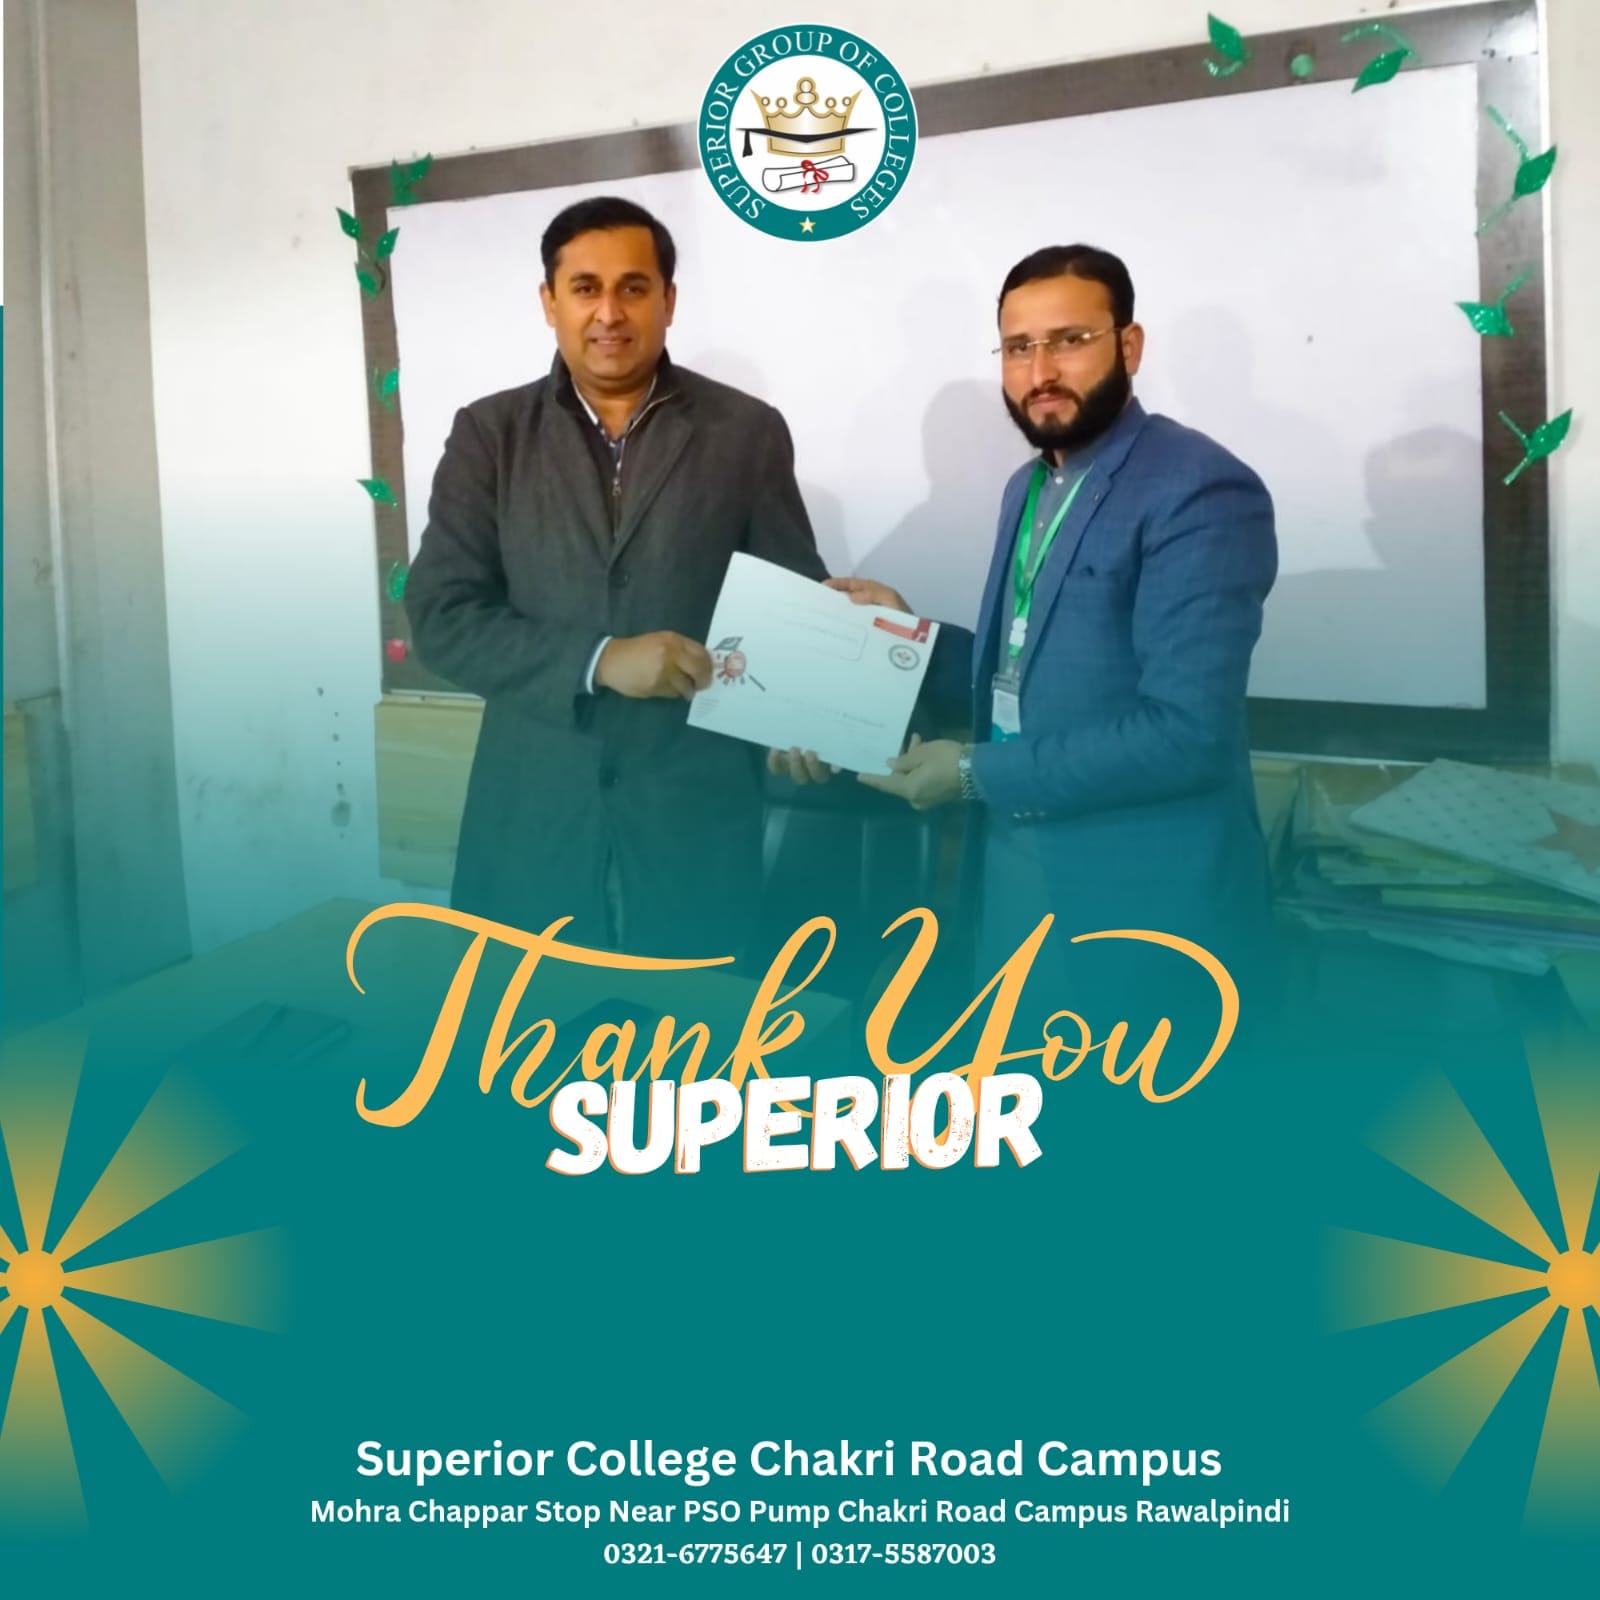 SUPERIOR GROUP OF COLLEGES
Thank You
SUPERIOR
Superior College Chakri Road Campus
Mohra Chappar Stop Near PSO Pump Chakri Road Campus Rawalpindi
0321-6775647 | 0317-5587003